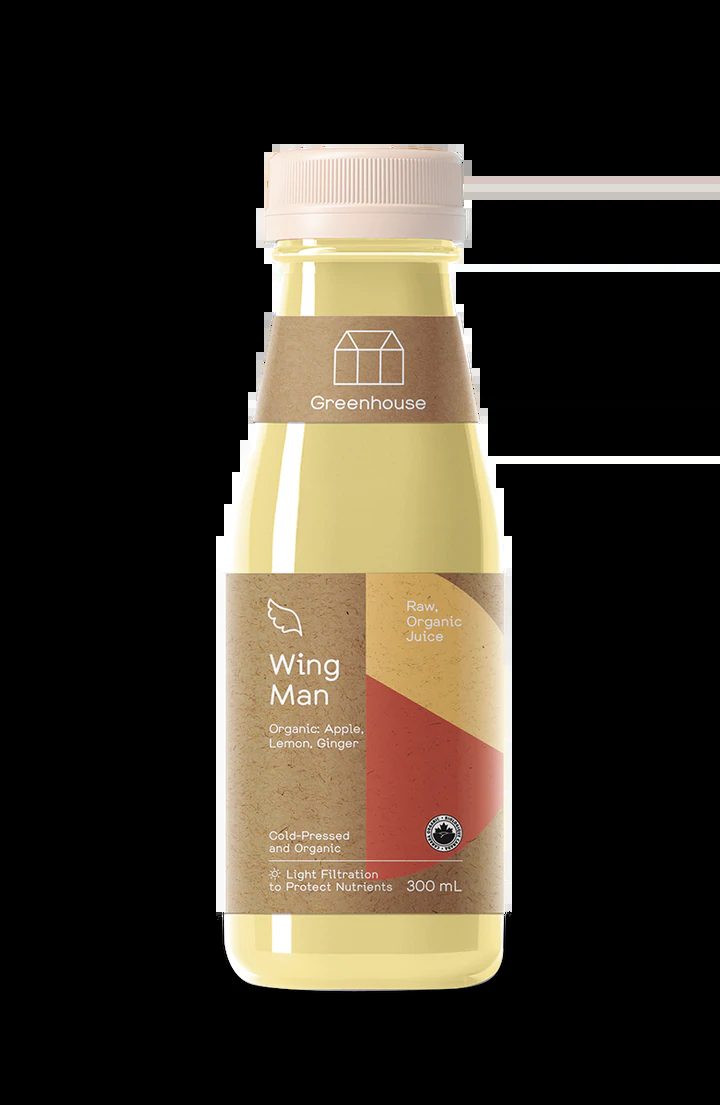 Greenhouse
Wing
Man
Organic: Apple,
Lemon, Ginger
Raw,
Organic
Juice
Cold-Pressed
and Organic
Light Filtration
to Protect Nutrients
300 mL